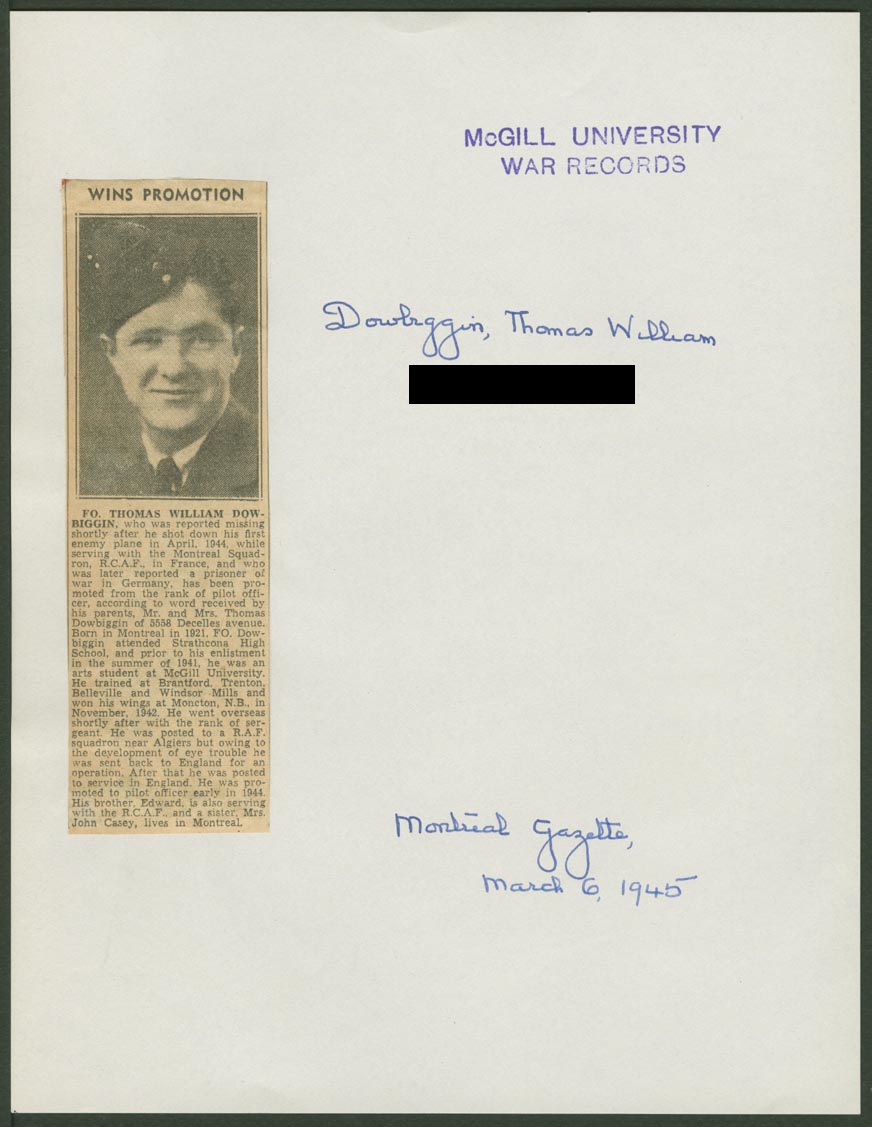 McGILL UNIVERSITY
WAR RECORDS
WINS PROMOTION
Dowbiggin, Thomas William
FO. THOMAS WILLIAM DOW-
BIGGIN, who was reported missing
shortly after he shot down his first
enemy plane in April, 1944, while
serving with the Montreal Squad-
ron, R.C.A.F., in France, and who
was later reported a prisoner of
war in Germany, has been pro-
moted from the rank of pilot offi-
cer, according to word received by
his parents, Mr. and Mrs. Thomas
Dowbiggin of 5558 Decelles avenue.
Born in Montreal in 1921, FO. Dow-
biggin attended Strathcona High
School, and prior to his enlistment
in the summer of 1941, he was an
arts student at McGill University.
He trained at Brantford, Trenton,
Belleville and Windsor Mills and
won his wings at Moncton, N.B., in
November, 1942. He went overseas
shortly after with the rank of ser-
geant. He was posted to a R.A.F.
squadron near Algiers but owing to
the development of eye trouble he
was sent back to England for an
operation. After that he was posted
to service in England. He was pro-
moted to pilot officer early in 1944.
His brother, Edward, is also serving
with the R.C.A.F., and a sister, Mrs.
John Casey, lives in Montreal.
Montreal Gazette,
March 6, 1945